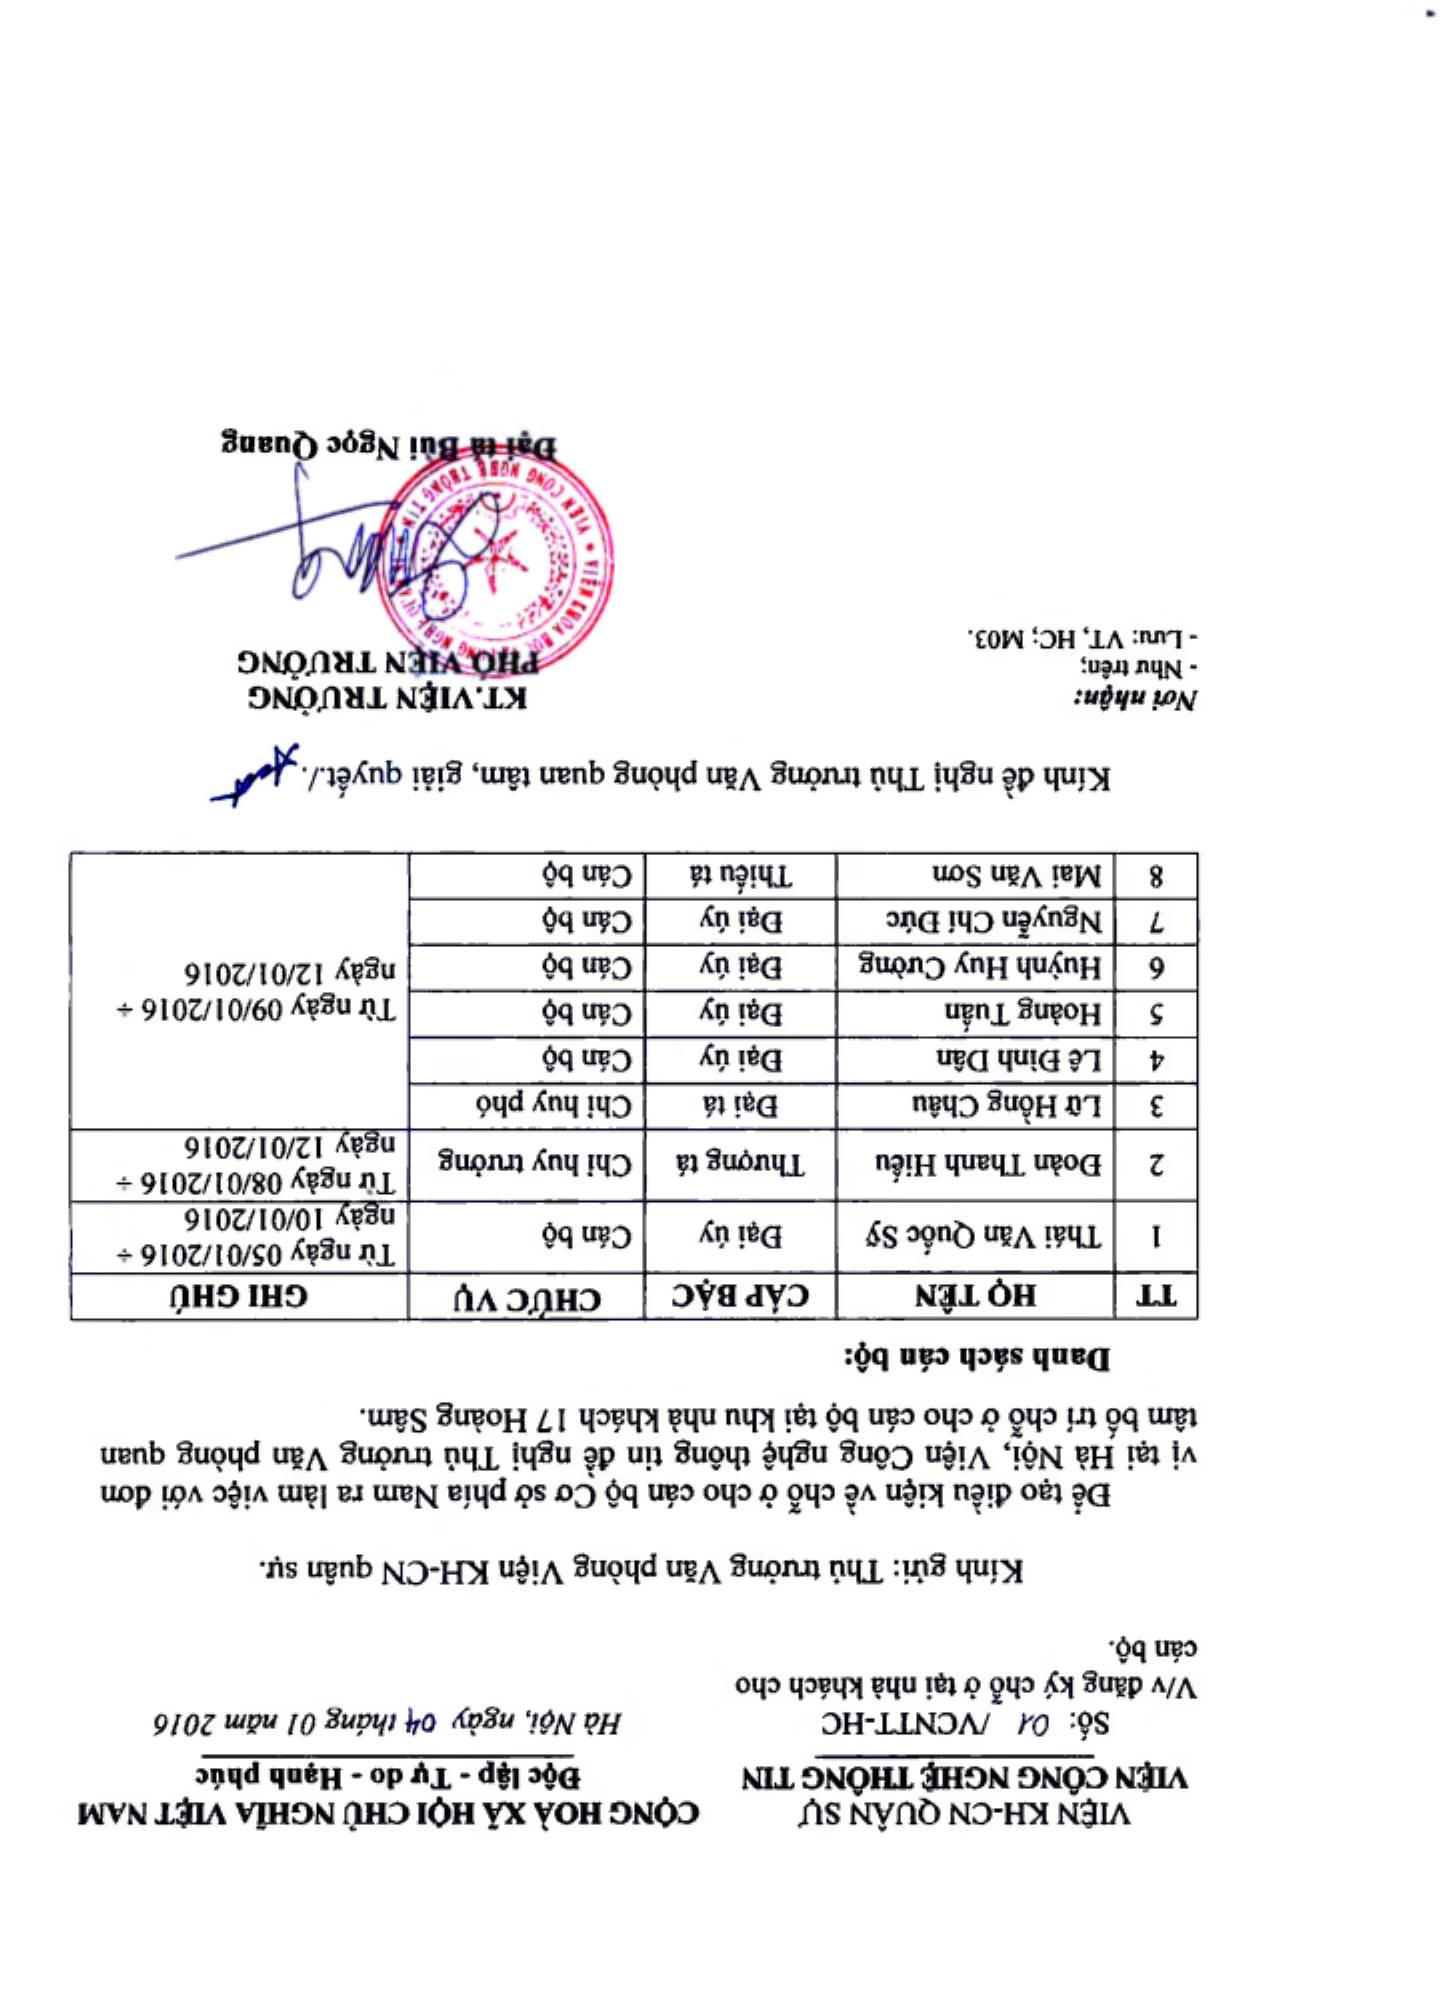 VIỆN KH-CN QUÂN SỰ
VIỆN CÔNG NGHỆ THÔNG TIN
Số: 01 /VCNTT-HC
V/v đăng ký chỗ ở tại nhà khách cho
cán bộ.
CỘNG HOÀ XÃ HỘI CHỦ NGHĨA VIỆT NAM
Độc lập - Tự do - Hạnh phúc
Hà Nội, ngày 04 tháng 01 năm 2016
Kính gửi: Thủ trưởng Văn phòng Viện KH-CN quân sự.
Để tạo điều kiện về chỗ ở cho cán bộ Cơ sở phía Nam ra làm việc với đơn
vị tại Hà Nội, Viện Công nghệ thông tin đề nghị Thủ trưởng Văn phòng quan
tâm bố trí chỗ ở cho cán bộ tại khu nhà khách 17 Hoàng Sâm.
Danh sách cán bộ:
TT HỌ TÊN CẤP BẬC CHỨC VỤ GHI CHÚ
1 Thái Văn Quốc Sỹ Đại úy Cán bộ Từ ngày 05/01/2016 ÷
ngày 10/01/2016
2 Đoàn Thanh Hiếu Thượng tá Chỉ huy trưởng Từ ngày 08/01/2016 ÷
ngày 12/01/2016
3 Lữ Hồng Châu Đại tá Chỉ huy phó
4 Lê Đình Dân Đại úy Cán bộ
5 Hoàng Tuấn Đại úy Cán bộ Từ ngày 09/01/2016 ÷
6 Huỳnh Huy Cường Đại úy Cán bộ ngày 12/01/2016
7 Nguyễn Chí Đức Đại úy Cán bộ
8 Mai Văn Sơn Thiếu tá Cán bộ
Kính đề nghị Thủ trưởng Văn phòng quan tâm, giải quyết./.
Nơi nhận:
- Như trên;
- Lưu: VT, HC; M03.
KT.VIỆN TRƯỞNG
PHÓ VIỆN TRƯỞNG
VIỆN CÔNG NGHỆ THÔNG TIN
Đại tá Bùi Ngọc Quang